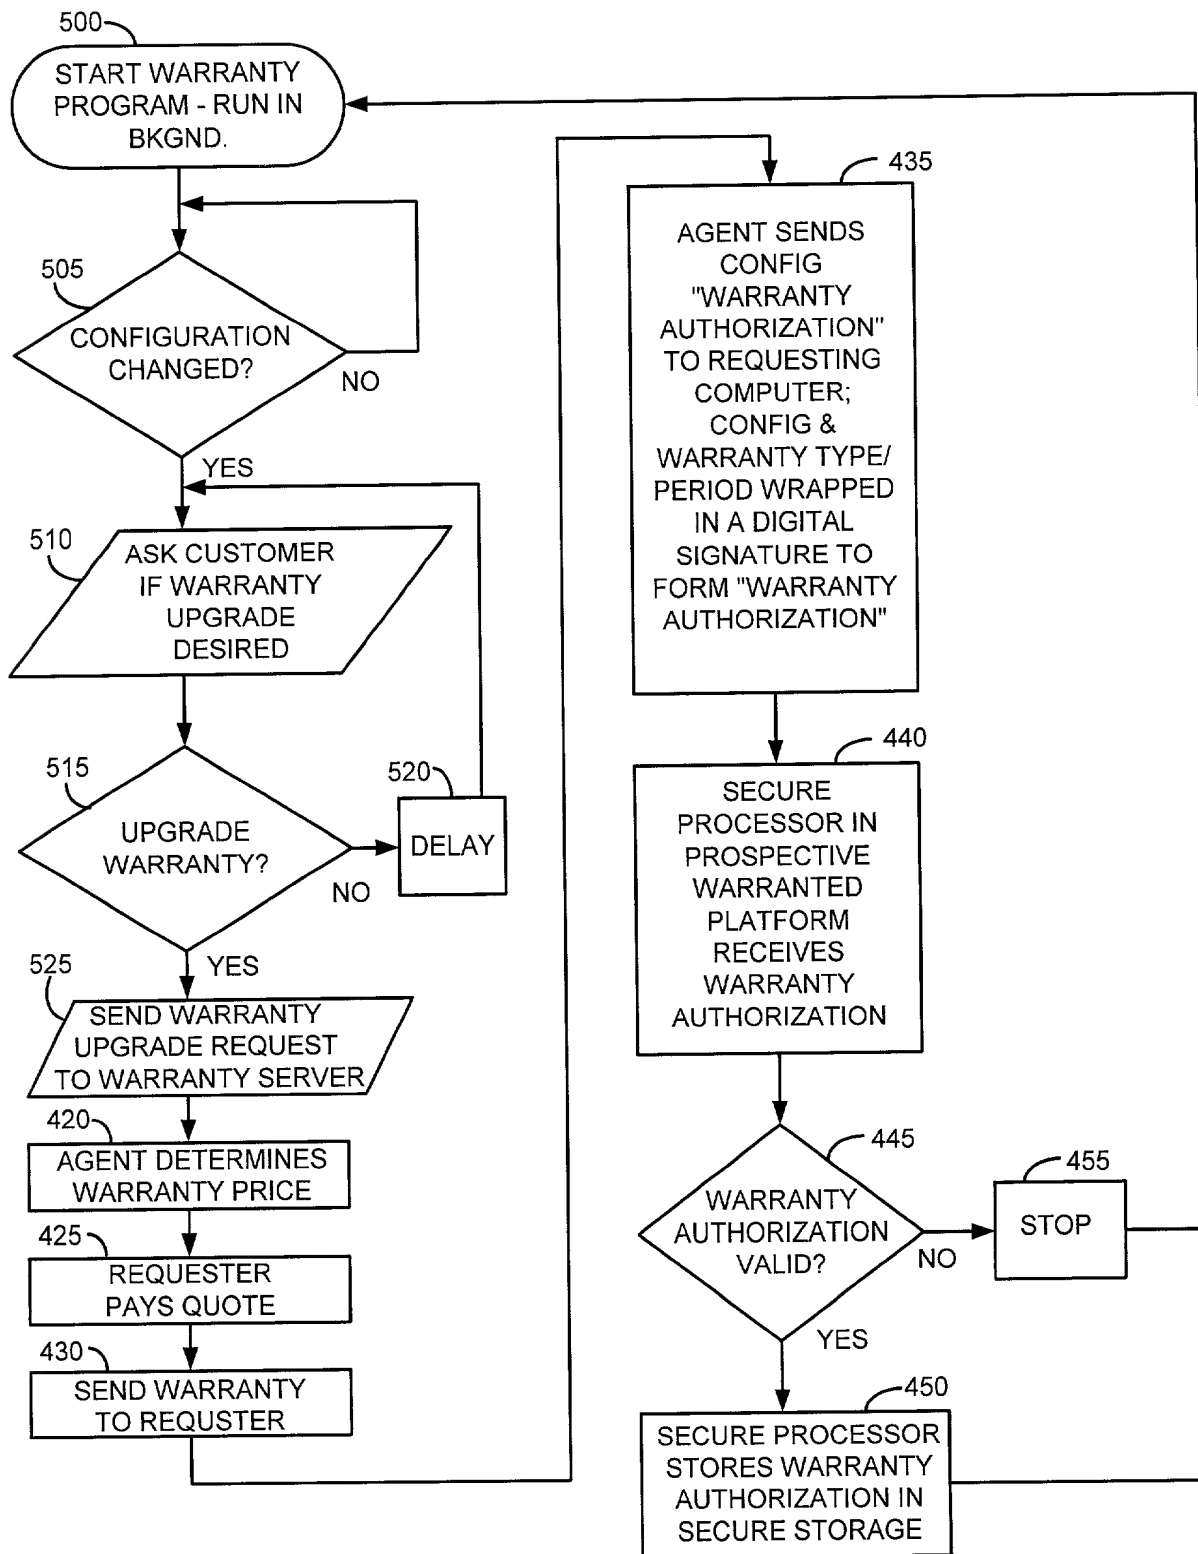 500
START WARRANTY
PROGRAM - RUN IN
BKGND.
505
CONFIGURATION
CHANGED?
NO
YES
510
ASK CUSTOMER
IF WARRANTY
UPGRADE
DESIRED
515
UPGRADE
WARRANTY?
NO
520
DELAY
YES
525
SEND WARRANTY
UPGRADE REQUEST
TO WARRANTY SERVER
420
AGENT DETERMINES
WARRANTY PRICE
425
REQUESTER
PAYS QUOTE
430
SEND WARRANTY
TO REQUSTER
435
AGENT SENDS
CONFIG
"WARRANTY
AUTHORIZATION"
TO REQUESTING
COMPUTER;
CONFIG &
WARRANTY TYPE/
PERIOD WRAPPED
IN A DIGITAL
SIGNATURE TO
FORM "WARRANTY
AUTHORIZATION"
440
SECURE
PROCESSOR IN
PROSPECTIVE
WARRANTED
PLATFORM
RECEIVES
WARRANTY
AUTHORIZATION
445
WARRANTY
AUTHORIZATION
VALID?
NO
455
STOP
YES
450
SECURE PROCESSOR
STORES WARRANTY
AUTHORIZATION IN
SECURE STORAGE